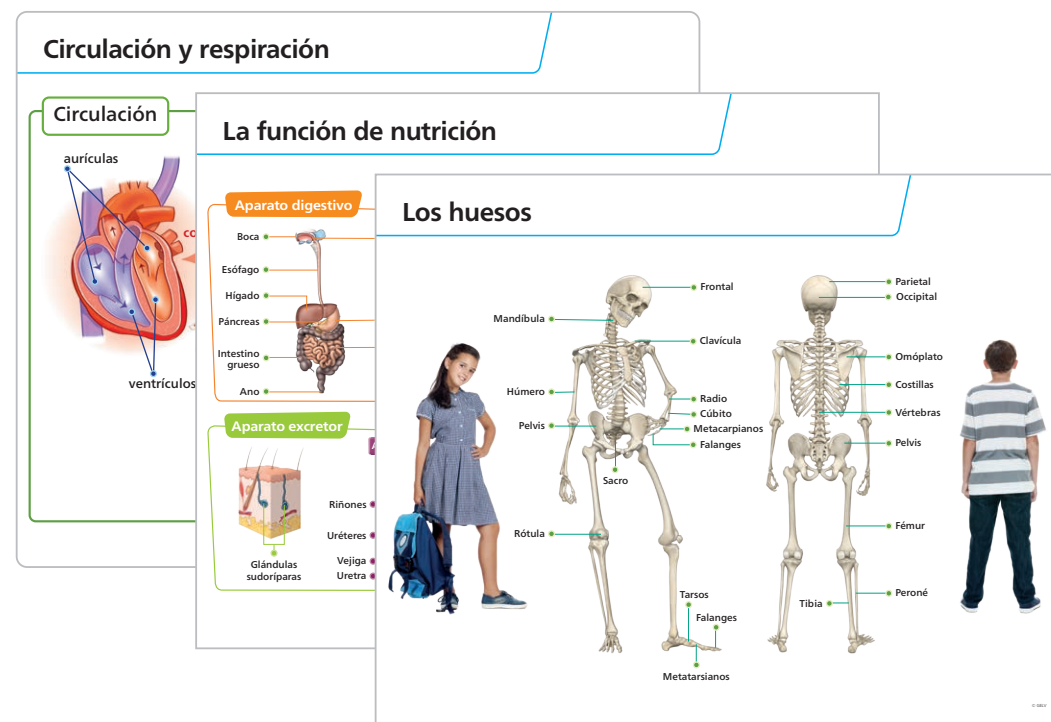 Circulación y respiración
Circulación
aurículas
ventrículos
La función de nutrición
Aparato digestivo
Boca
Esófago
Hígado
Páncreas
Intestino
grueso
Ano
Aparato excretor
Glándulas
sudoríparas
Riñones
Uréteres
Vejiga
Uretra
Los huesos
Frontal
Mandíbula
Clavícula
Húmero
Radio
Cúbito
Pelvis
Metacarpianos
Falanges
Sacro
Rótula
Tarsos
Falanges
Metatarsianos
Parietal
Occipital
Omóplato
Costillas
Vértebras
Pelvis
Fémur
Tibia
Peroné